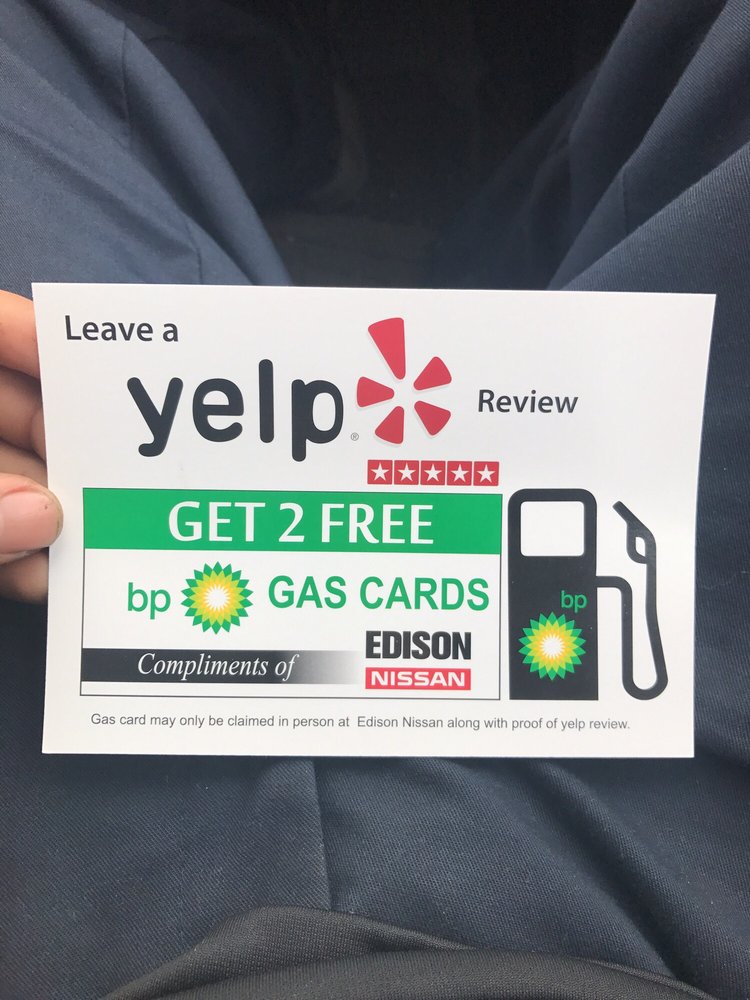 Leave a
yelp® Review
GET 2 FREE
bp GAS CARDS
Compliments of EDISON
NISSAN
bp
Gas card may only be claimed in person at Edison Nissan along with proof of yelp review.